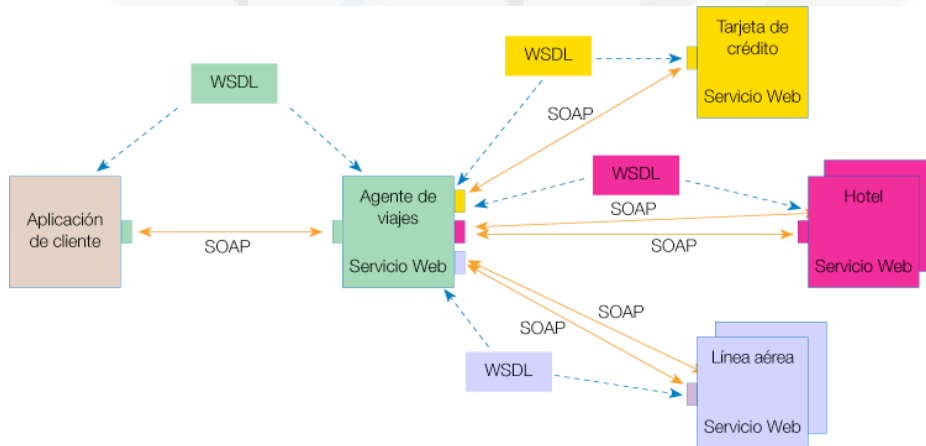 Tarjeta de
crédito
Servicio Web
WSDL
WSDL
SOAP
WSDL
Aplicación
de cliente
SOAP
Agente de
viajes
Servicio Web
SOAP
Hotel
Servicio Web
SOAP
SOAP
WSDL
Línea aérea
Servicio Web